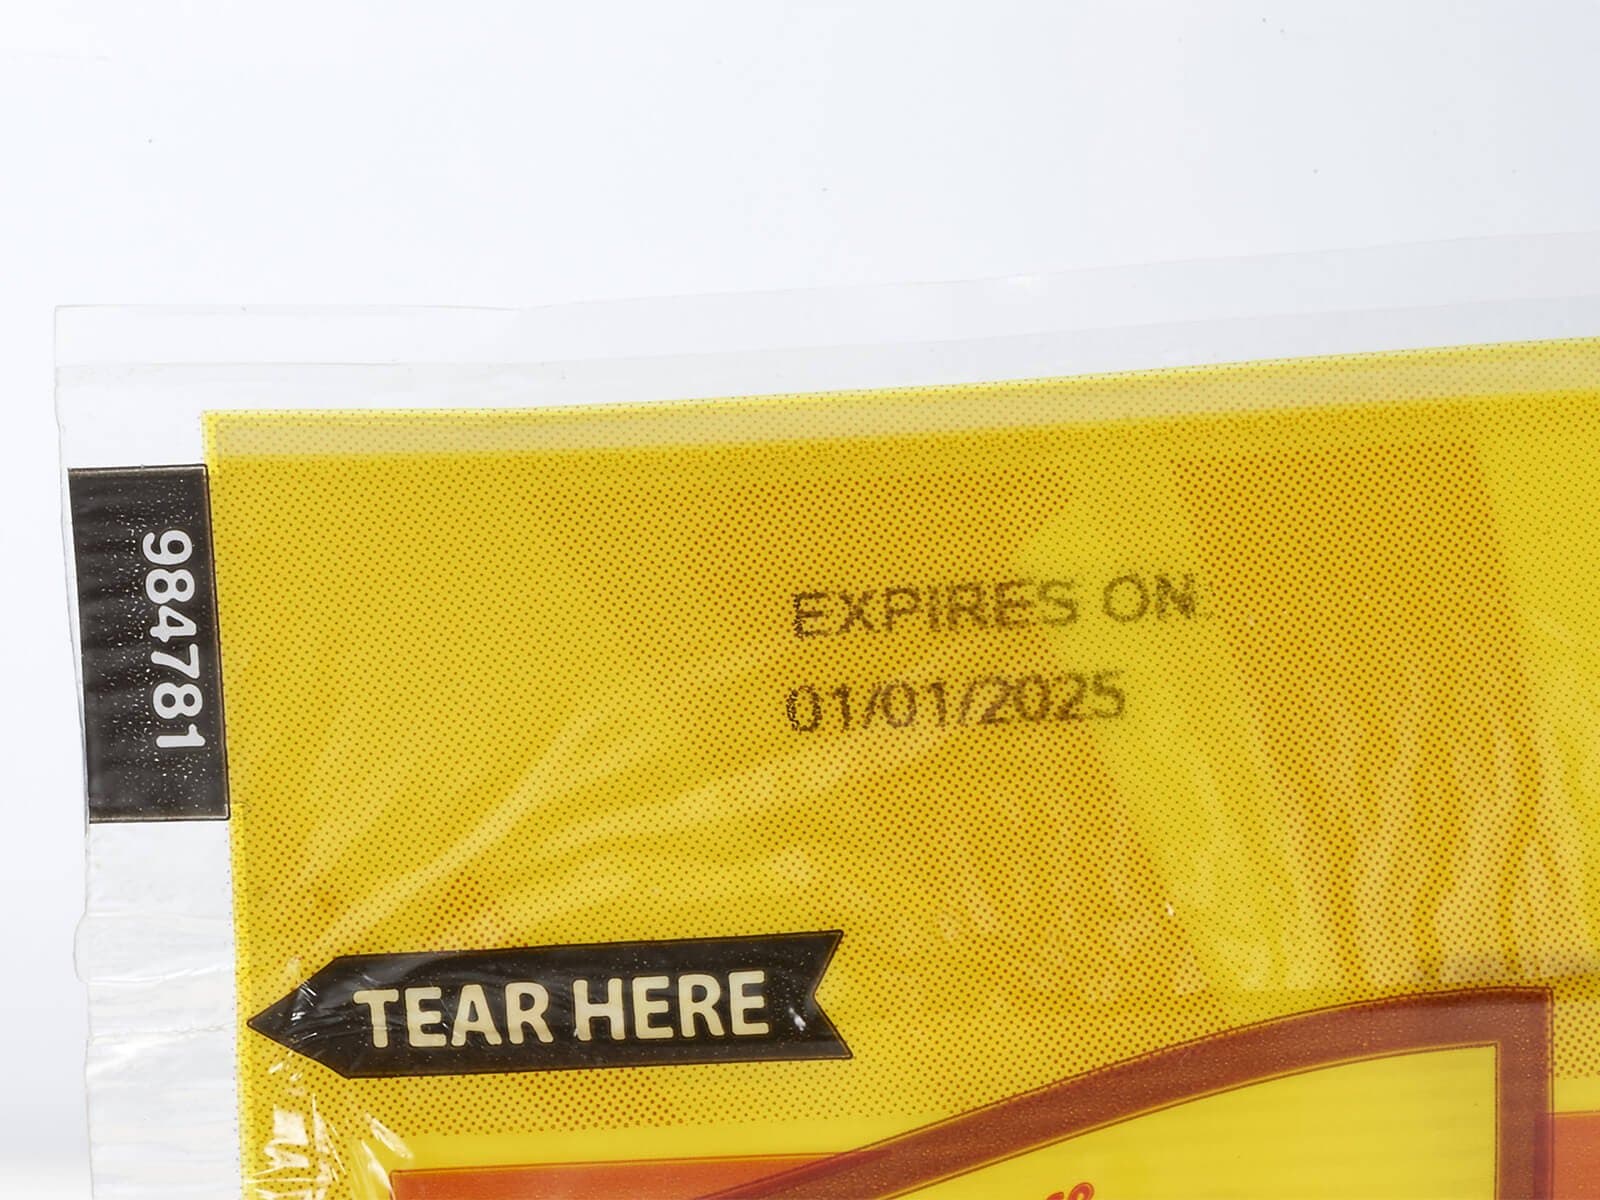 984781
EXPIRES ON
01/01/2025
TEAR HERE